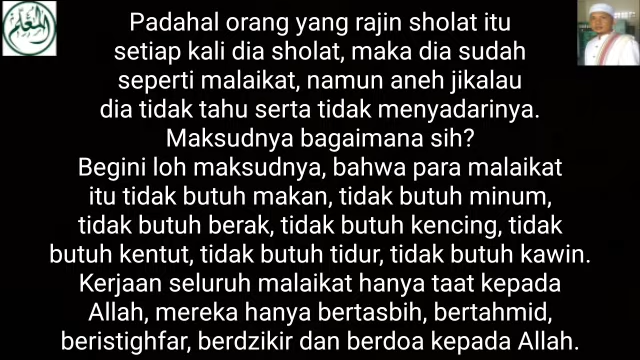 Padahal orang yang rajin sholat itu
setiap kali dia sholat, maka dia sudah
seperti malaikat, namun aneh jikalau
dia tidak tahu serta tidak menyadarinya.
Maksudnya bagaimana sih?
Begini loh maksudnya, bahwa para malaikat
itu tidak butuh makan, tidak butuh minum,
tidak butuh berak, tidak butuh kencing, tidak
butuh kentut, tidak butuh tidur, tidak butuh kawin.
Kerjaan seluruh malaikat hanya taat kepada
Allah, mereka hanya bertasbih, bertahmid,
beristighfar, berdzikir dan berdoa kepada Allah.